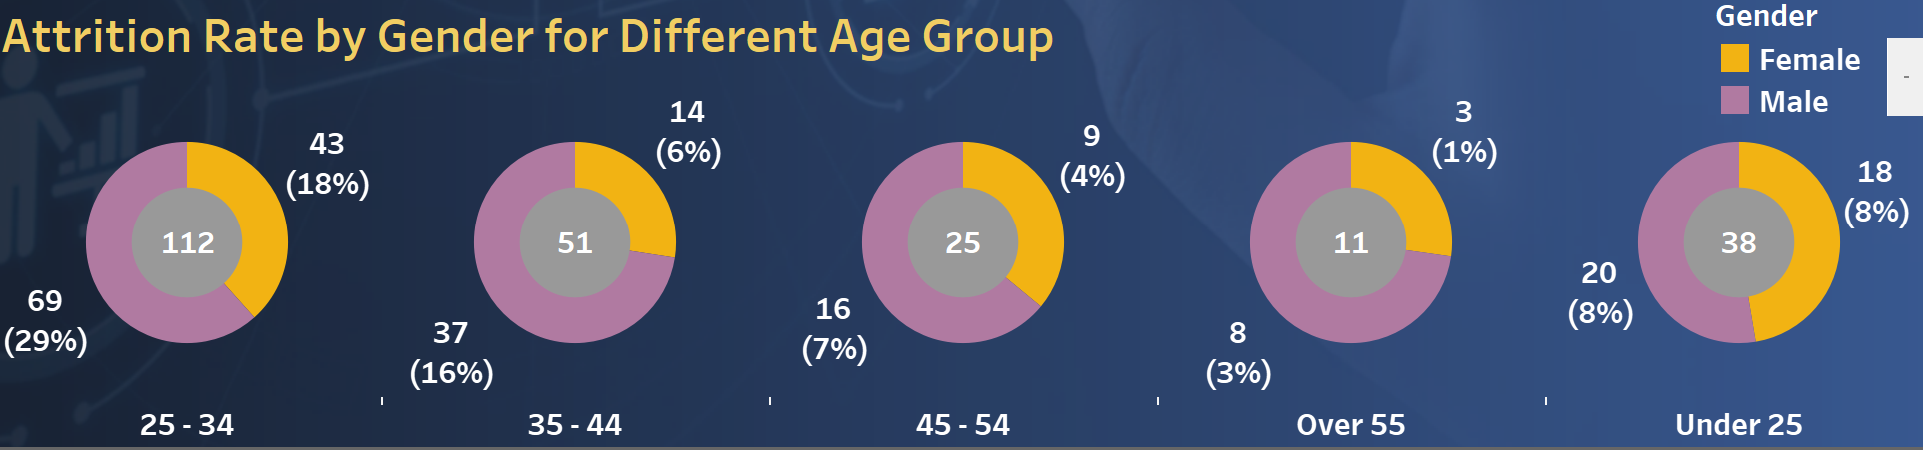 Attrition Rate by Gender for Different Age Group
Gender
Female
Male
-
43
(18%)
112
69
(29%)
25 - 34
14
(6%)
51
37
(16%)
35 - 44
9
(4%)
25
16
(7%)
45 - 54
3
(1%)
11
8
(3%)
Over 55
18
(8%)
38
20
(8%)
Under 25